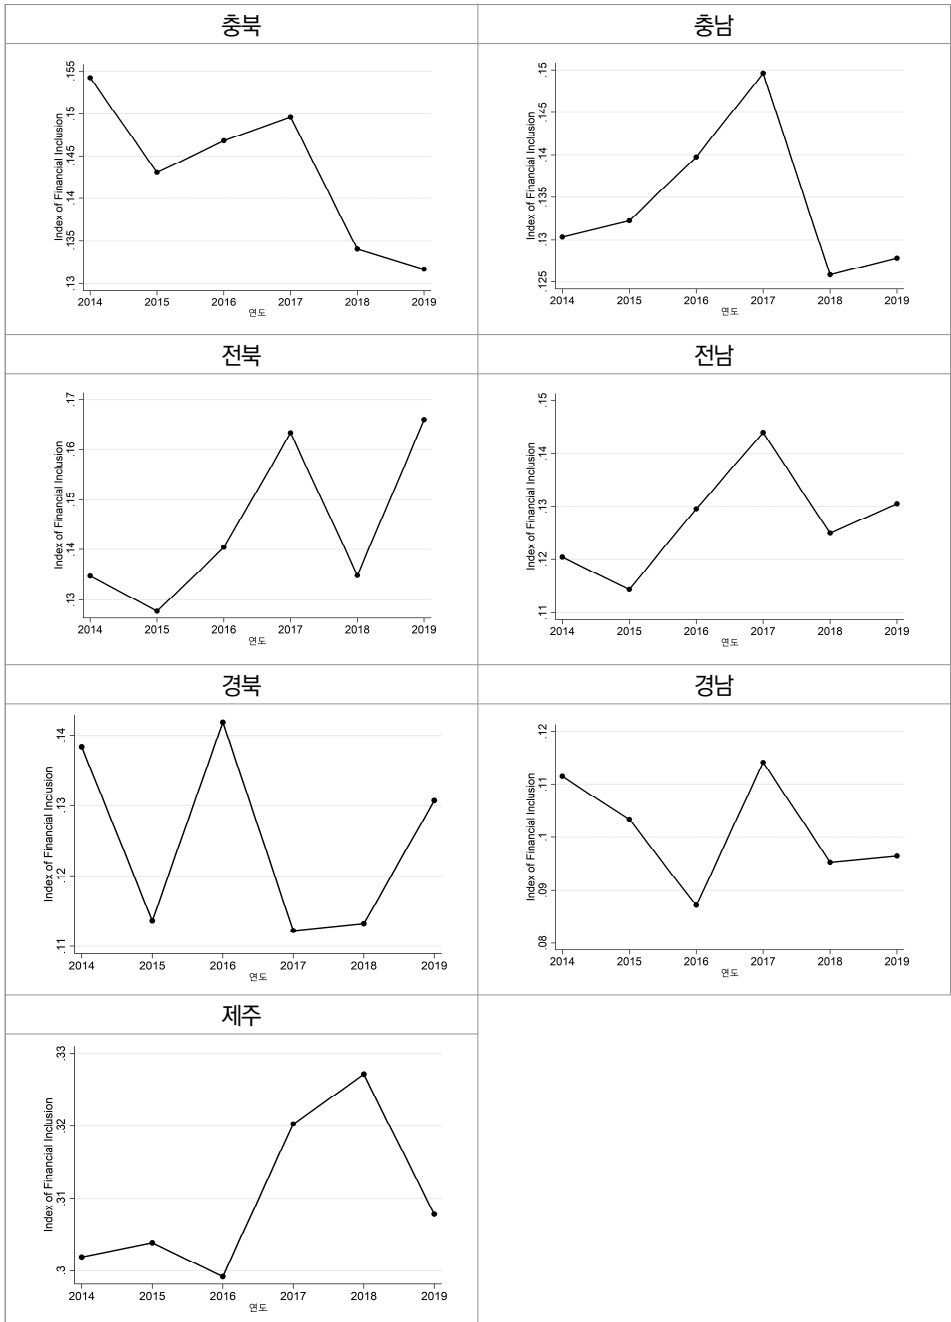 충북
Index of Financial Inclusion
.155
.15
.145
.14
.135
.13
2014 2015 2016 2017 2018 2019
연도
충남
Index of Financial Inclusion
.15
.145
.14
.135
.13
.125
2014 2015 2016 2017 2018 2019
연도
전북
Index of Financial Inclusion
.17
.16
.15
.14
.13
2014 2015 2016 2017 2018 2019
연도
전남
Index of Financial Inclusion
.15
.14
.13
.12
.11
2014 2015 2016 2017 2018 2019
연도
경북
Index of Financial Inclusion
.14
.13
.12
.11
2014 2015 2016 2017 2018 2019
연도
경남
Index of Financial Inclusion
.12
.11
.1
.09
.08
2014 2015 2016 2017 2018 2019
연도
제주
Index of Financial Inclusion
.33
.32
.31
.3
2014 2015 2016 2017 2018 2019
연도